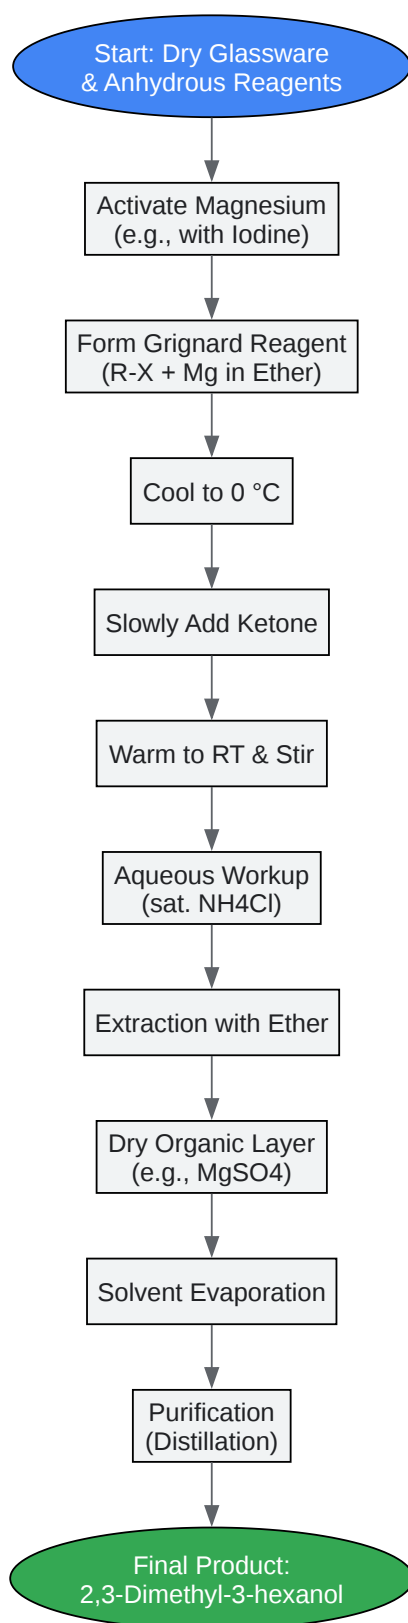 Start: Dry Glassware
& Anhydrous Reagents
Activate Magnesium
(e.g., with Iodine)
Form Grignard Reagent
(R-X + Mg in Ether)
Cool to 0 °C
Slowly Add Ketone
Warm to RT & Stir
Aqueous Workup
(sat. NH4Cl)
Extraction with Ether
Dry Organic Layer
(e.g., MgSO4)
Solvent Evaporation
Purification
(Distillation)
Final Product:
2,3-Dimethyl-3-hexanol